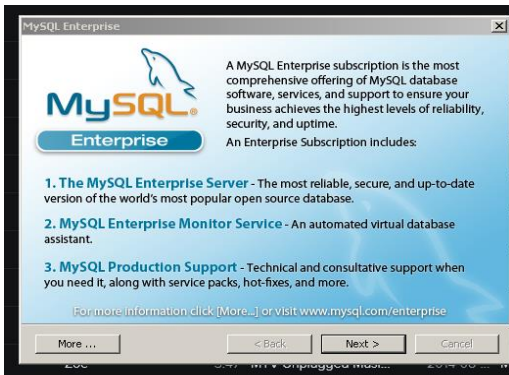 MySQL Enterprise
A MySQL Enterprise subscription is the most
comprehensive offering of MySQL database
software, services, and support to ensure your
business achieves the highest levels of reliability,
security, and uptime.
MySQL®
Enterprise
An Enterprise Subscription includes:
1. The MySQL Enterprise Server - The most reliable, secure, and up-to-date
version of the world's most popular open source database.
2. MySQL Enterprise Monitor Service - An automated virtual database
assistant.
3. MySQL Production Support - Technical and consultative support when
you need it, along with service packs, hot-fixes, and more.
For more information click [More...] or visit www.mysql.com/enterprise
More ...
< Back
Next >
Cancel